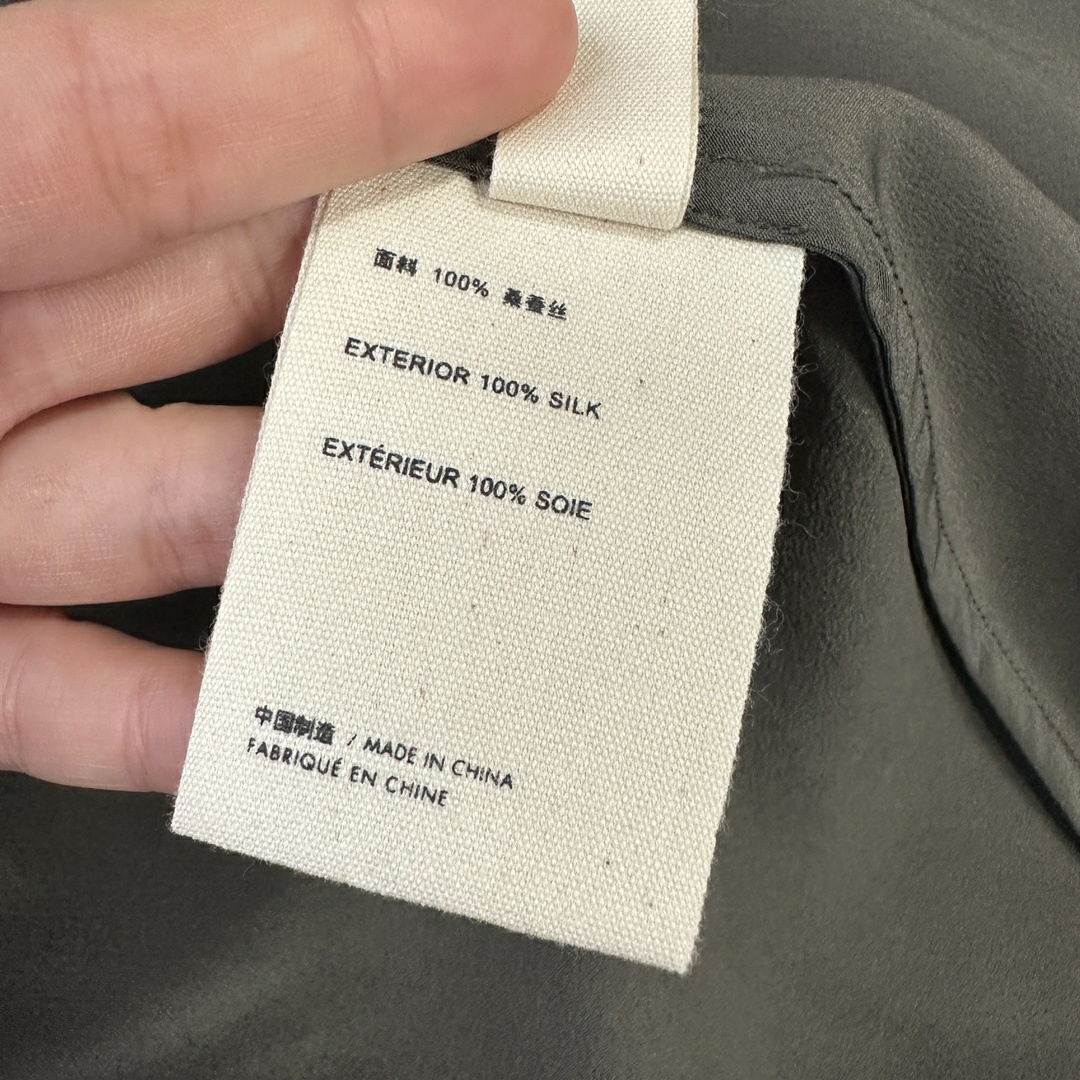 面料 100% 桑蚕丝
EXTERIOR 100% SILK
EXTÉRIEUR 100% SOIE
中国制造 / MADE IN CHINA
FABRIQUÉ EN CHINE